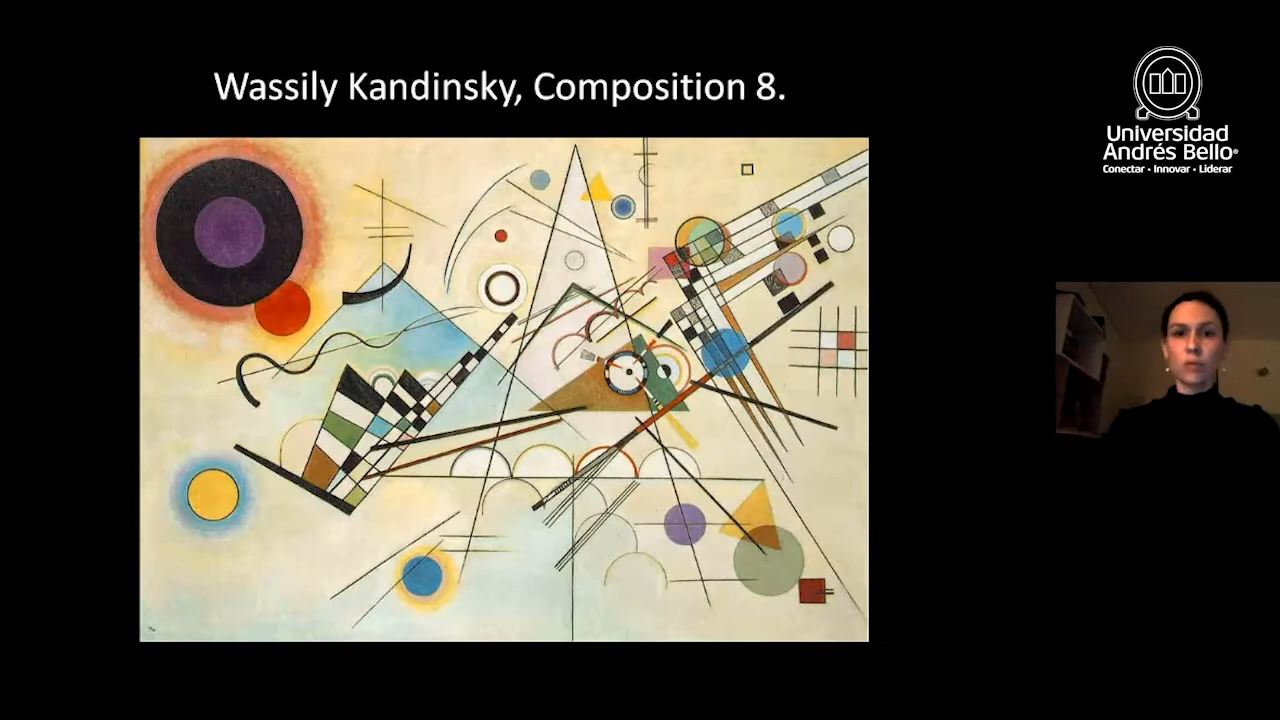 Wassily Kandinsky, Composition 8.
Universidad
Andrés Bello®
Conectar • Innovar • Liderar